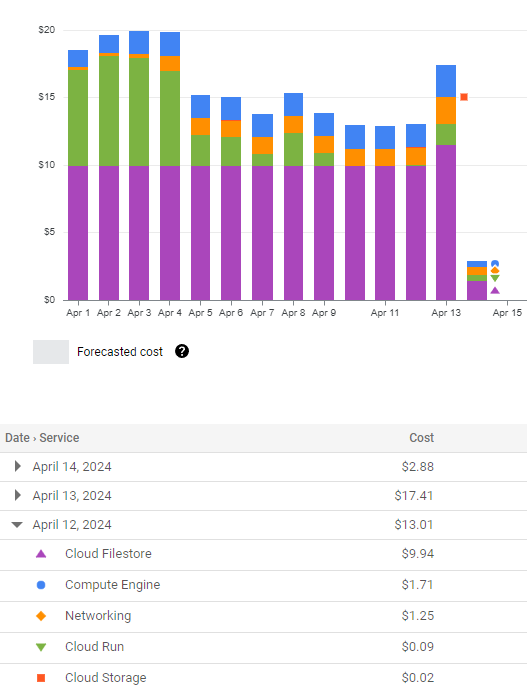 $20
$15
$10
$5
$0
Apr 1 Apr 2 Apr 3 Apr 4 Apr 5 Apr 6 Apr 7 Apr 8 Apr 9 Apr 11 Apr 13 Apr 15
Forecasted cost ?
Date › Service Cost
April 14, 2024 $2.88
April 13, 2024 $17.41
April 12, 2024 $13.01
Cloud Filestore $9.94
Compute Engine $1.71
Networking $1.25
Cloud Run $0.09
Cloud Storage $0.02